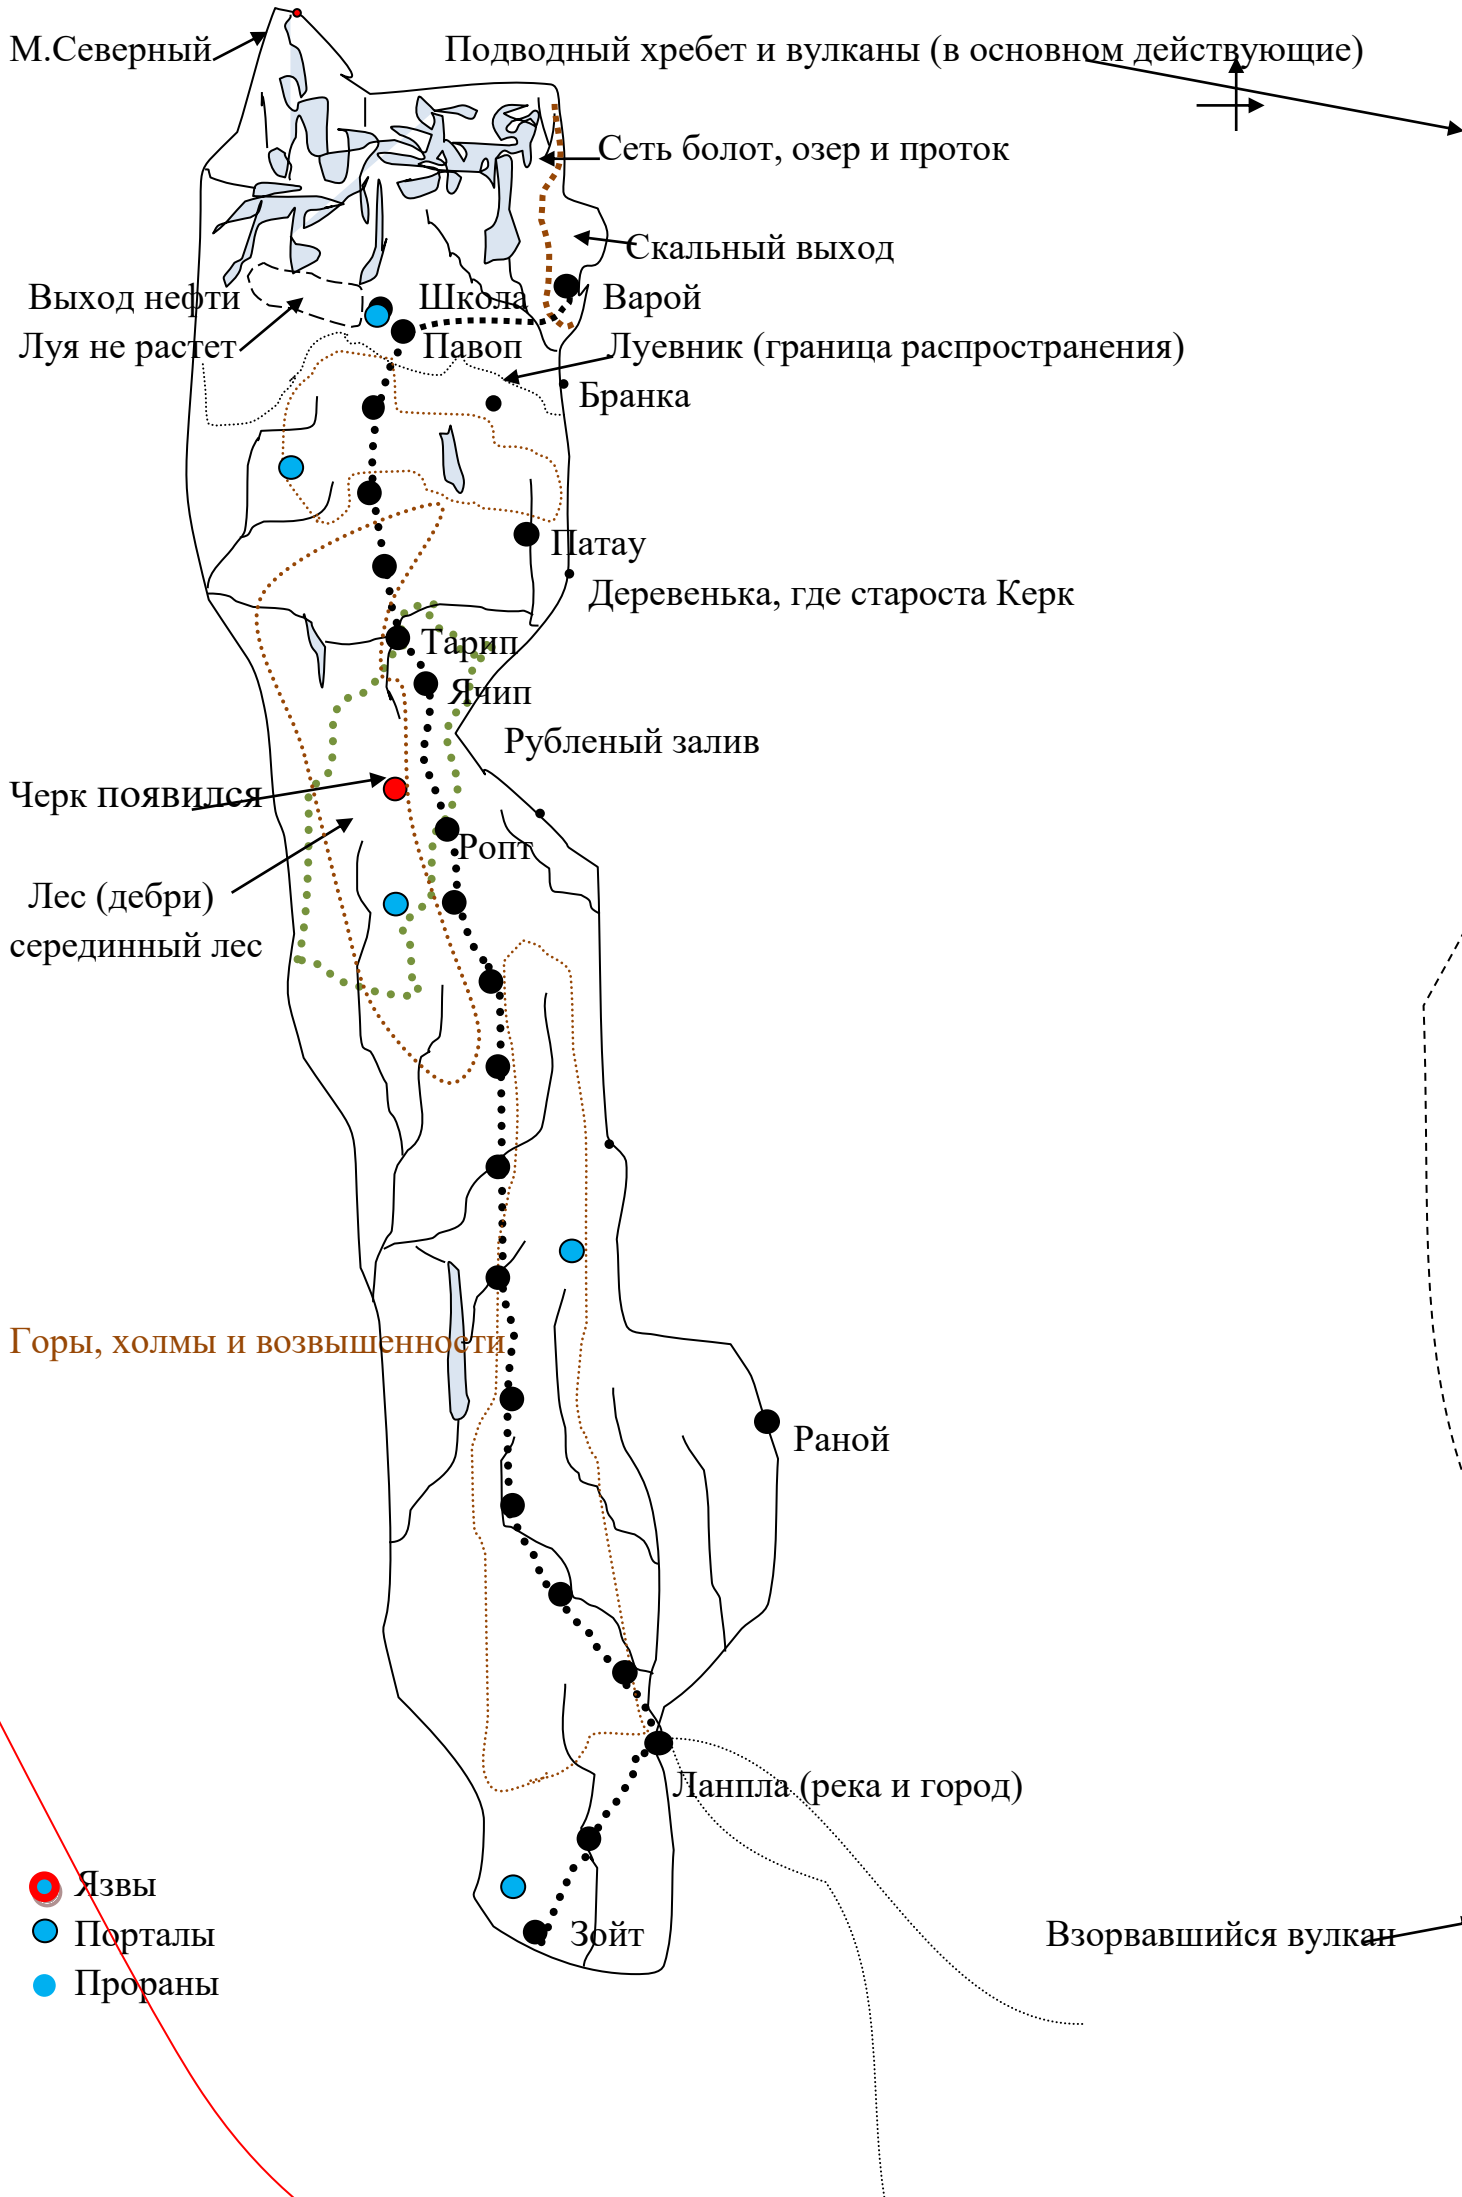 М.Северный
Подводный хребет и вулканы (в основном действующие)
Сеть болот, озер и проток
Скальный выход
Выход нефти
Школа
Варой
Луя не растет
Павоп
Луевник (граница распространения)
Бранка
Патау
Деревенька, где староста Керк
Тарип
Ячип
Рубленый залив
Черк появился
Ропт
Лес (дебри)
серединный лес
Горы, холмы и возвышенности
Раной
Ланпла (река и город)
Язвы
Порталы
Зойт
Взорвавшийся вулкан
Прораны